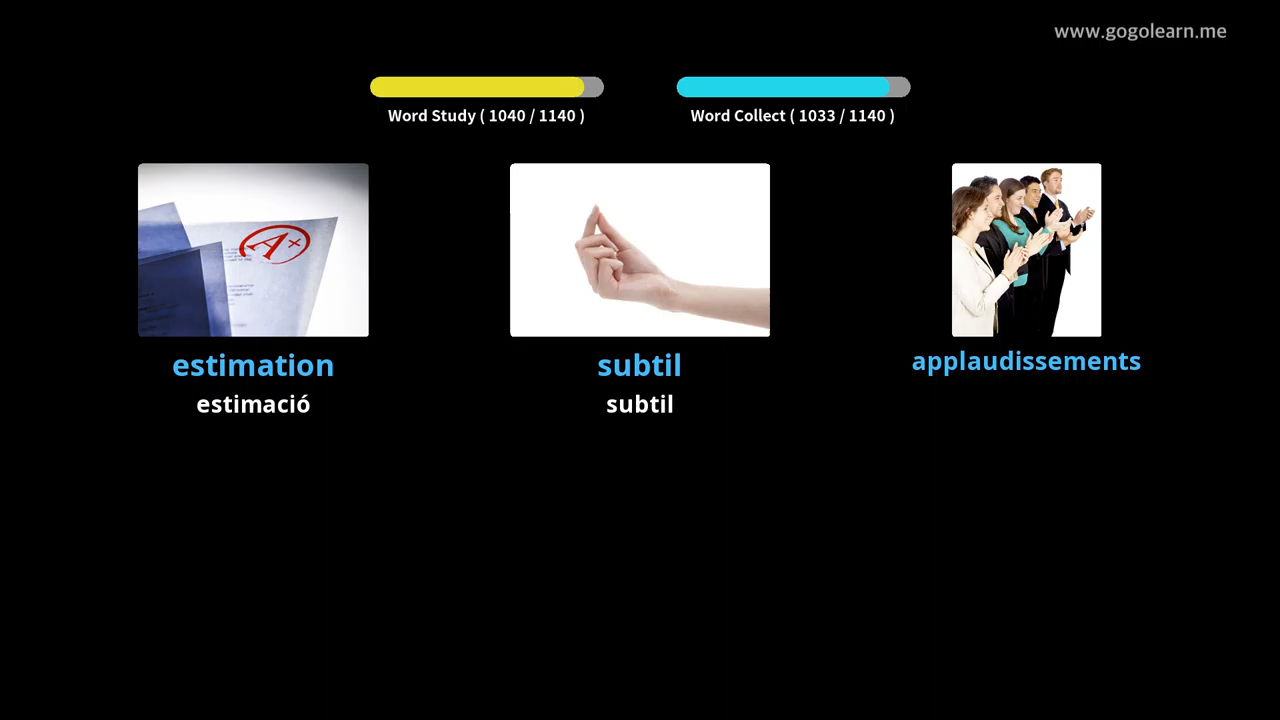 www.gogolearn.me
Word Study ( 1040 / 1140 )
Word Collect ( 1033 / 1140 )
A+
estimation
subtil
applaudissements
estimació
subtil